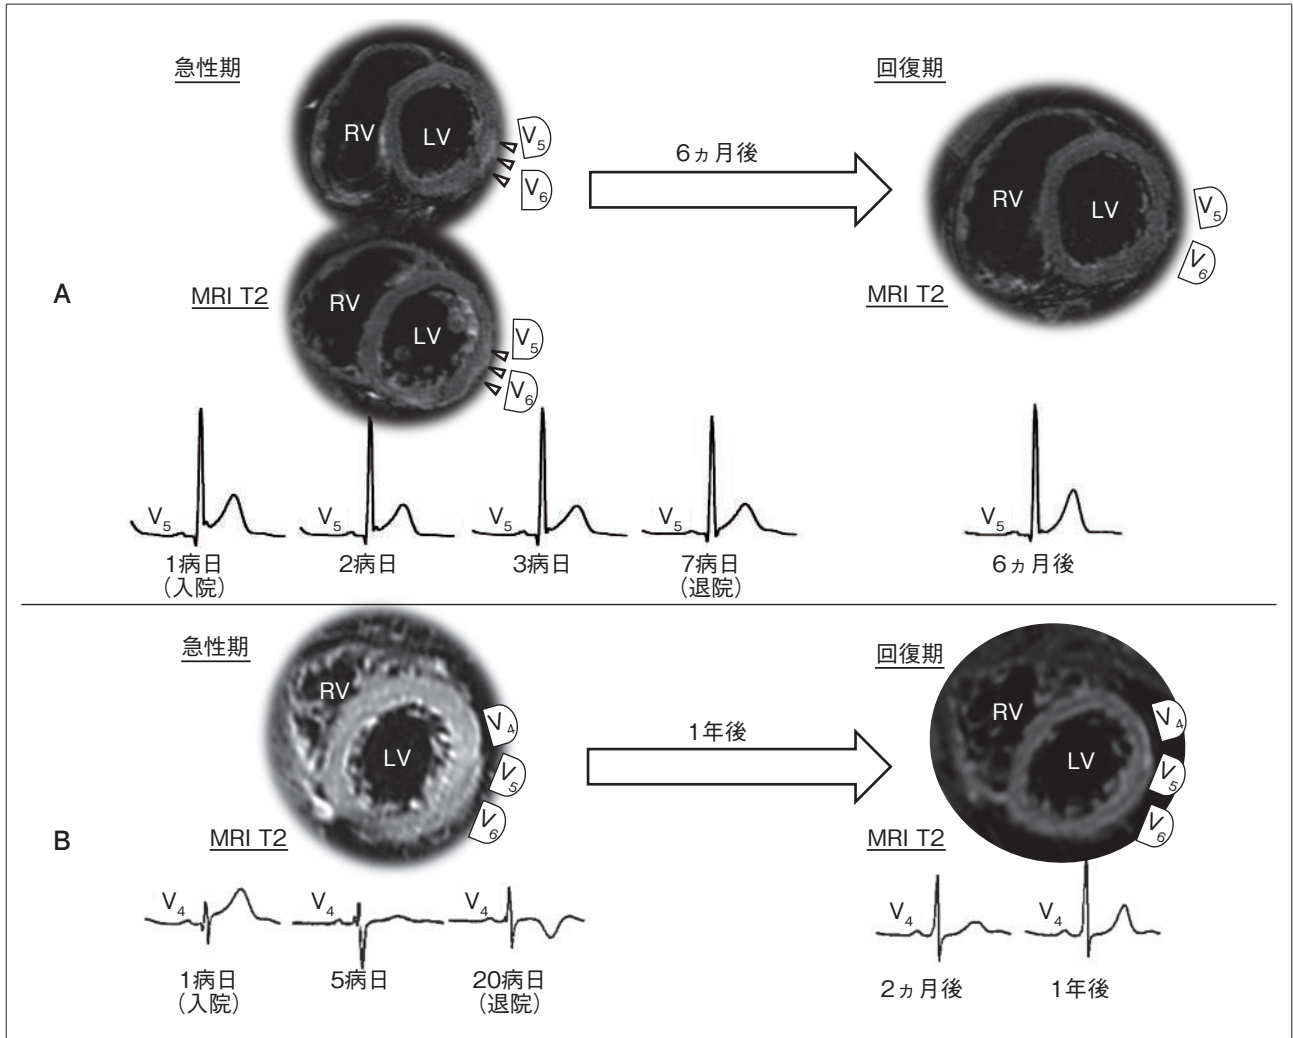 A
急性期
RV
LV
V5
V6
MRI T2
RV
LV
V5
V6
6ヵ月後
回復期
RV
LV
V5
V6
MRI T2
V5
1病日
(入院)
V5
2病日
V5
3病日
V5
7病日
(退院)
V5
6ヵ月後
B
急性期
RV
LV
V4
V5
V6
MRI T2
1年後
回復期
RV
LV
V4
V5
V6
MRI T2
V4
1病日
(入院)
V4
5病日
V4
20病日
(退院)
V4
2ヵ月後
V4
1年後